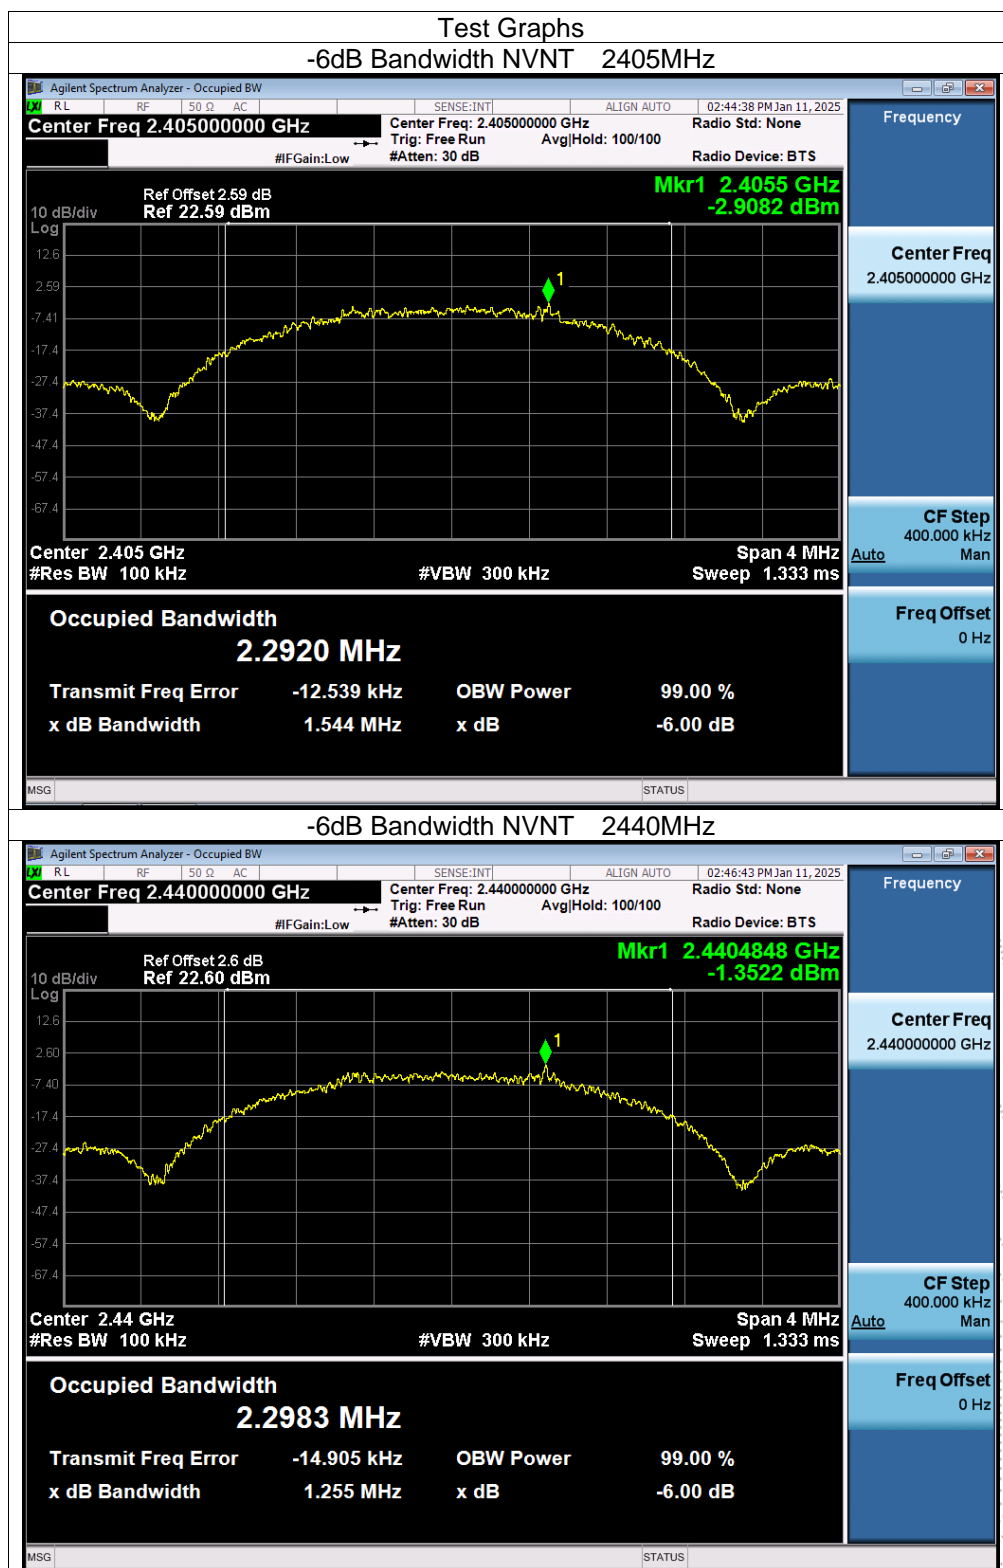 Test Graphs
-6dB Bandwidth NVNT 2405MHz
Agilent Spectrum Analyzer - Occupied BW
LXI RL RF 50 Ω AC SENSE:INT ALIGN AUTO 02:44:38 PM Jan 11, 2025
Center Freq 2.405000000 GHz
Center Freq: 2.405000000 GHz Radio Std: None
Trig: Free Run Avg|Hold: 100/100
#IFGain:Low #Atten: 30 dB Radio Device: BTS
Frequency
Mkr1 2.4055 GHz
-2.9082 dBm
Ref Offset 2.59 dB
10 dB/div Ref 22.59 dBm
Log
12.6
2.59
-7.41
-17.4
-27.4
-37.4
-47.4
-57.4
-67.4
1
Center Freq
2.405000000 GHz
Center 2.405 GHz Span 4 MHz
#Res BW 100 kHz #VBW 300 kHz Sweep 1.333 ms
CF Step
400.000 kHz
Auto Man
Freq Offset
0 Hz
Occupied Bandwidth
2.2920 MHz
Transmit Freq Error -12.539 kHz OBW Power 99.00 %
x dB Bandwidth 1.544 MHz x dB -6.00 dB
MSG STATUS
-6dB Bandwidth NVNT 2440MHz
Agilent Spectrum Analyzer - Occupied BW
LXI RL RF 50 Ω AC SENSE:INT ALIGN AUTO 02:46:43 PM Jan 11, 2025
Center Freq 2.440000000 GHz
Center Freq: 2.440000000 GHz Radio Std: None
Trig: Free Run Avg|Hold: 100/100
#IFGain:Low #Atten: 30 dB Radio Device: BTS
Frequency
Mkr1 2.4404848 GHz
-1.3522 dBm
Ref Offset 2.6 dB
10 dB/div Ref 22.60 dBm
Log
12.6
2.60
-7.40
-17.4
-27.4
-37.4
-47.4
-57.4
-67.4
1
Center Freq
2.440000000 GHz
Center 2.44 GHz Span 4 MHz
#Res BW 100 kHz #VBW 300 kHz Sweep 1.333 ms
CF Step
400.000 kHz
Auto Man
Freq Offset
0 Hz
Occupied Bandwidth
2.2983 MHz
Transmit Freq Error -14.905 kHz OBW Power 99.00 %
x dB Bandwidth 1.255 MHz x dB -6.00 dB
MSG STATUS